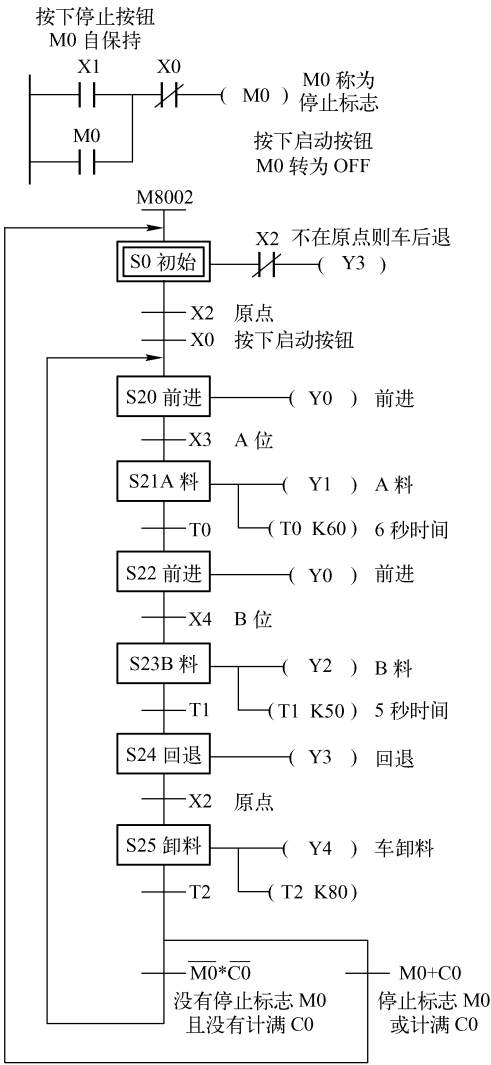 按下停止按钮
M0 自保持
X1 X0
( M0 ) M0 称为
停止标志
M0
按下启动按钮
M0 转为 OFF
M8002
X2 不在原点则车后退
S0 初始 ( Y3 )
X2 原点
X0 按下启动按钮
S20 前进 ( Y0 ) 前进
X3 A 位
S21A 料 ( Y1 ) A 料
T0 (T0 K60) 6 秒时间
S22 前进 ( Y0 ) 前进
X4 B 位
S23B 料 ( Y2 ) B 料
T1 (T1 K50) 5 秒时间
S24 回退 ( Y3 ) 回退
X2 原点
S25 卸料 ( Y4 ) 车卸料
T2 (T2 K80)
M̅0̅*C̅0̅ M0+C0
没有停止标志 M0 停止标志 M0
且没有计满 C0 或计满 C0